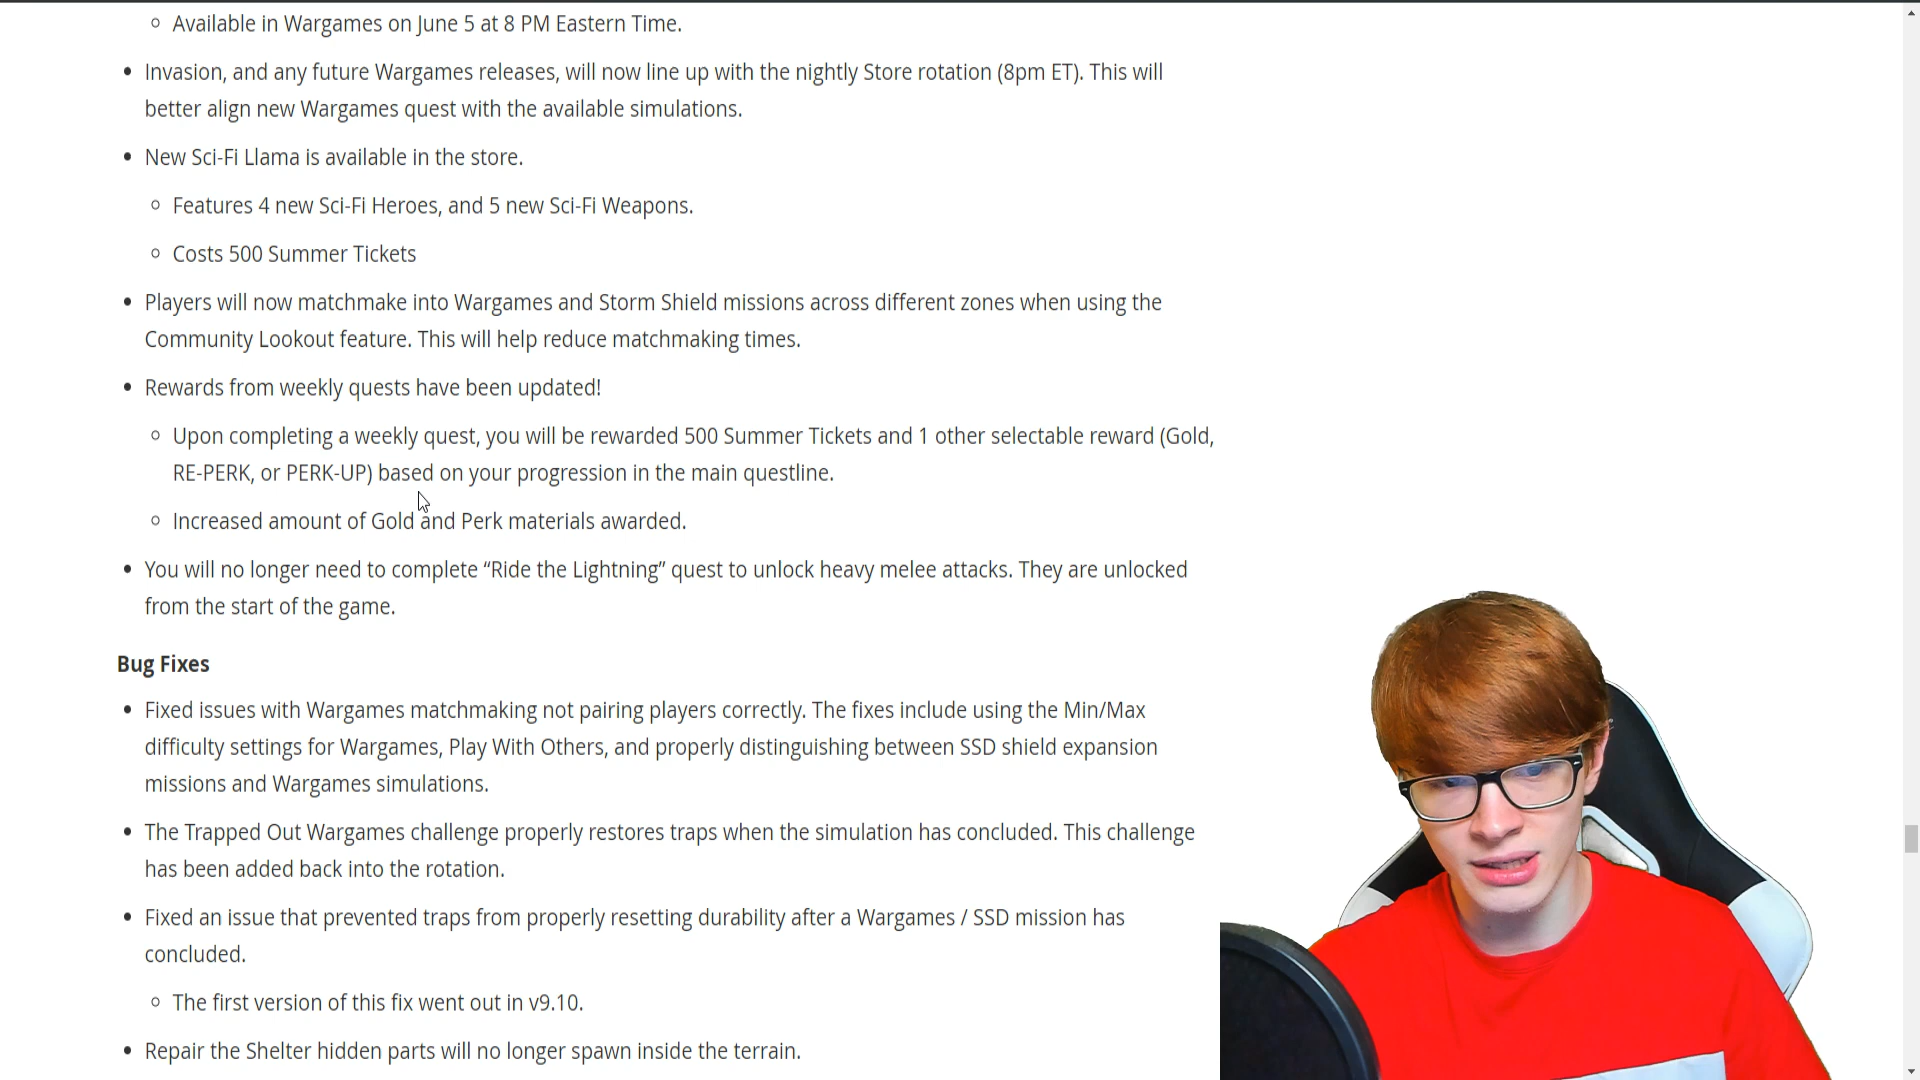 Available in Wargames on June 5 at 8 PM Eastern Time.
Invasion, and any future Wargames releases, will now line up with the nightly Store rotation (8pm ET). This will
better align new Wargames quest with the available simulations.
New Sci-Fi Llama is available in the store.
Features 4 new Sci-Fi Heroes, and 5 new Sci-Fi Weapons.
Costs 500 Summer Tickets
Players will now matchmake into Wargames and Storm Shield missions across different zones when using the
Community Lookout feature. This will help reduce matchmaking times.
Rewards from weekly quests have been updated!
Upon completing a weekly quest, you will be rewarded 500 Summer Tickets and 1 other selectable reward (Gold,
RE-PERK, or PERK-UP) based on your progression in the main questline.
Increased amount of Gold and Perk materials awarded.
You will no longer need to complete “Ride the Lightning” quest to unlock heavy melee attacks. They are unlocked
from the start of the game.
Bug Fixes
Fixed issues with Wargames matchmaking not pairing players correctly. The fixes include using the Min/Max
difficulty settings for Wargames, Play With Others, and properly distinguishing between SSD shield expansion
missions and Wargames simulations.
The Trapped Out Wargames challenge properly restores traps when the simulation has concluded. This challenge
has been added back into the rotation.
Fixed an issue that prevented traps from properly resetting durability after a Wargames / SSD mission has
concluded.
The first version of this fix went out in v9.10.
Repair the Shelter hidden parts will no longer spawn inside the terrain.